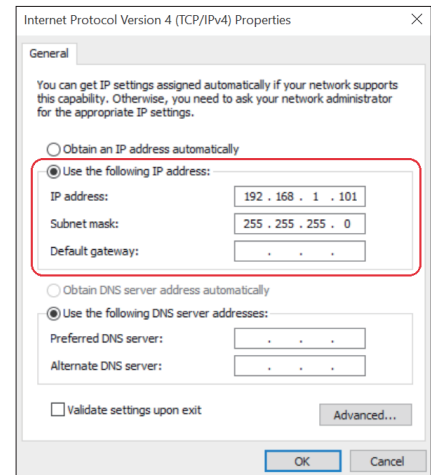 Internet Protocol Version 4 (TCP/IPv4) Properties
General
You can get IP settings assigned automatically if your network supports
this capability. Otherwise, you need to ask your network administrator
for the appropriate IP settings.
Obtain an IP address automatically
Use the following IP address:
IP address: 192 . 168 . 1 . 101
Subnet mask: 255 . 255 . 255 . 0
Default gateway: . . .
Obtain DNS server address automatically
Use the following DNS server addresses:
Preferred DNS server: . . .
Alternate DNS server: . . .
Validate settings upon exit
Advanced...
OK Cancel